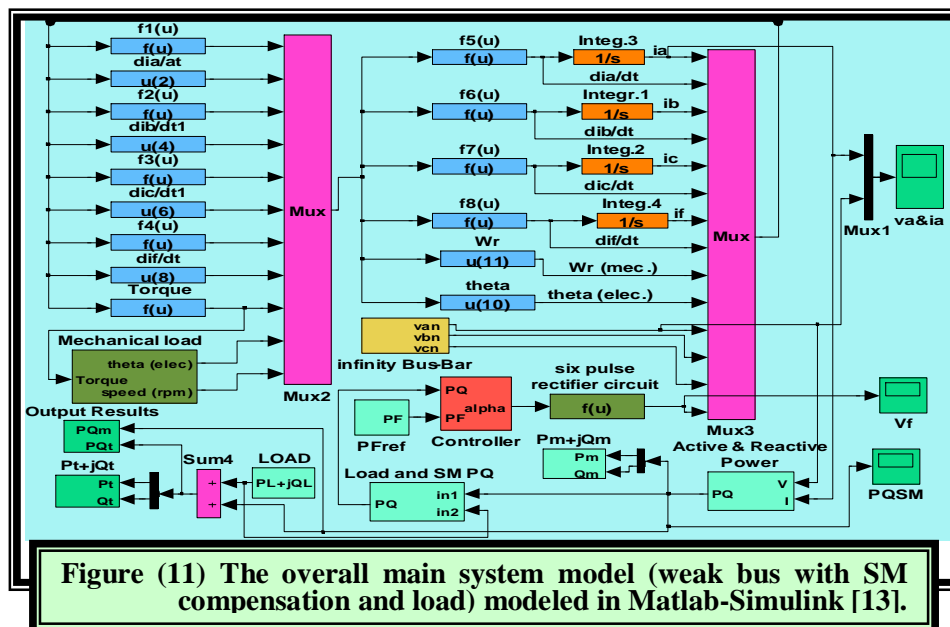 f1(u)
f(u)
dia/at
u(2)
f2(u)
f(u)
dib/dt1
u(4)
f3(u)
f(u)
dic/dt1
u(6)
f4(u)
f(u)
dif/dt
u(8)
Torque
f(u)
Mechanical load
theta (elec)
Torque
speed (rpm)
Mux
Mux2
f5(u)
f(u)
Integ.3
1/s
ia
dia/dt
f6(u)
f(u)
Integr.1
1/s
ib
dib/dt
f7(u)
f(u)
Integ.2
1/s
ic
dic/dt
f8(u)
f(u)
Integ.4
1/s
if
dif/dt
Wr
u(11)
Wr (mec.)
theta
u(10)
theta (elec.)
van
vbn
vcn
infinity Bus-Bar
Mux
Mux3
Mux1
va&ia
PF
PFref
PQ
alpha
PF
Controller
six pulse
rectifier circuit
f(u)
Vf
Output Results
PQm
PQt
Pt+jQt
Pt
Qt
Sum4
+
+
LOAD
PL+jQL
Load and SM PQ
PQ
in1
in2
Pm+jQm
Pm
Qm
Active & Reactive
Power
PQ
V
I
PQSM
Figure (11) The overall main system model (weak bus with SM
compensation and load) modeled in Matlab-Simulink [13].